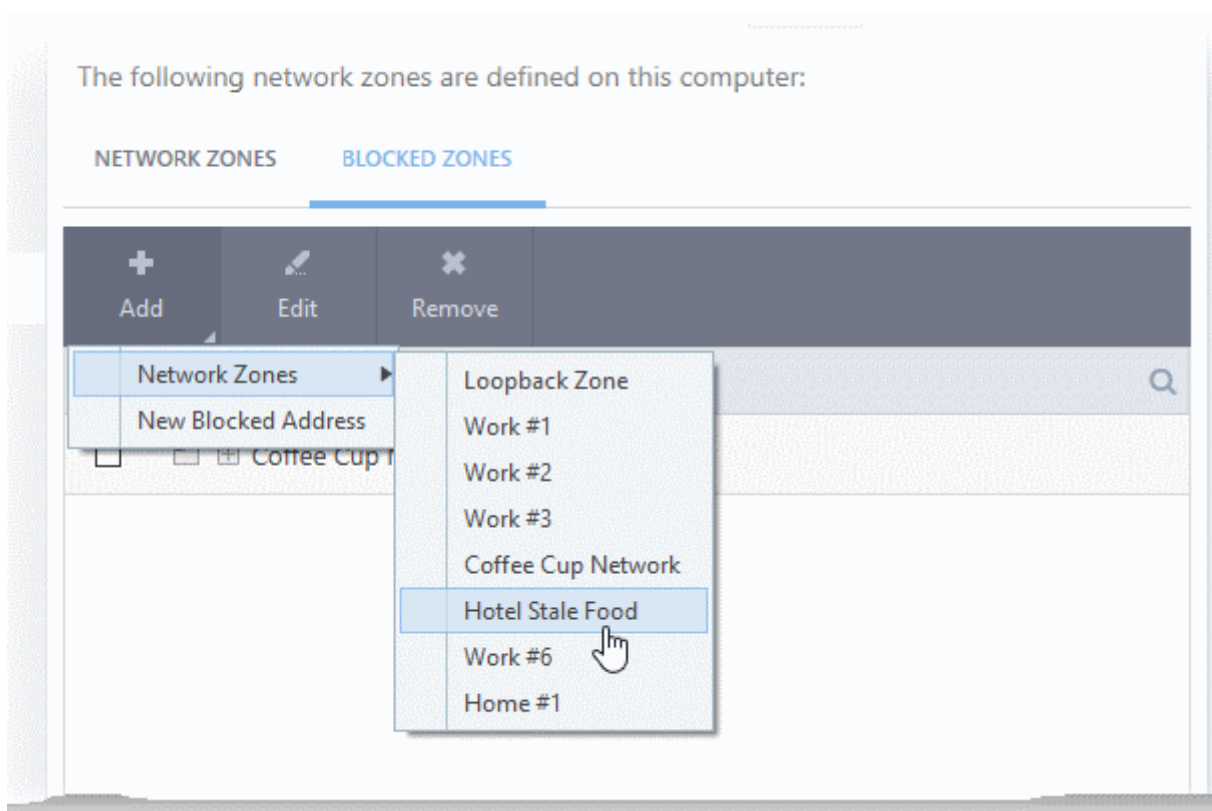 The following network zones are defined on this computer:
NETWORK ZONES BLOCKED ZONES
Add Edit Remove
Network Zones
New Blocked Address
Loopback Zone
Work #1
Work #2
Work #3
Coffee Cup Network
Hotel Stale Food
Work #6
Home #1
Coffee Cup